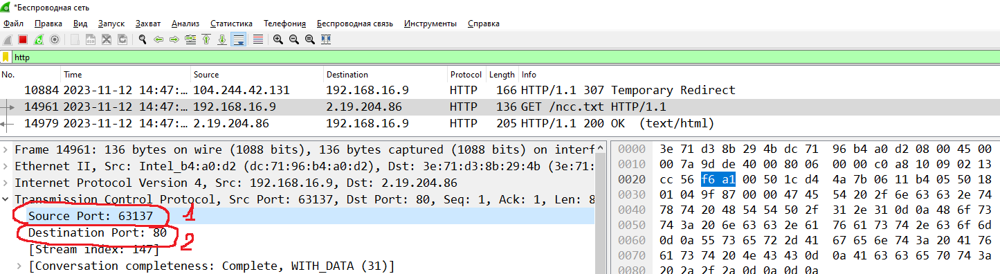 *Беспроводная сеть
Файл Правка Вид Запуск Захват Анализ Статистика Телефония Беспроводная связь Инструменты Справка
http
No. Time Source Destination Protocol Length Info
10884 2023-11-12 14:47:… 104.244.42.131 192.168.16.9 HTTP 166 HTTP/1.1 307 Temporary Redirect
14961 2023-11-12 14:47:… 192.168.16.9 2.19.204.86 HTTP 136 GET /ncc.txt HTTP/1.1
14979 2023-11-12 14:47:… 2.19.204.86 192.168.16.9 HTTP 205 HTTP/1.1 200 OK (text/html)
Frame 14961: 136 bytes on wire (1088 bits), 136 bytes captured (1088 bits) on interf
Ethernet II, Src: Intel_b4:a0:d2 (dc:71:96:b4:a0:d2), Dst: 3e:71:d3:8b:29:4b (3e:71:
Internet Protocol Version 4, Src: 192.168.16.9, Dst: 2.19.204.86
Transmission Control Protocol, Src Port: 63137, Dst Port: 80, Seq: 1, Ack: 1, Len: 8
Source Port: 63137 1
Destination Port: 80 2
[Stream index: 147]
[Conversation completeness: Complete, WITH_DATA (31)]
0000 3e 71 d3 8b 29 4b dc 71 96 b4 a0 d2 08 00 45 00
0010 00 7a 9d de 40 00 80 06 00 00 c0 a8 10 09 02 13
0020 cc 56 f6 a1 00 50 1c d4 4a 7b 06 11 b4 05 50 18
0030 01 04 9f 87 00 00 47 45 54 20 2f 6e 63 63 2e 74
0040 78 74 20 48 54 54 50 2f 31 2e 31 0d 0a 48 6f 73
0050 74 3a 20 6e 63 63 2e 61 76 61 73 74 2e 63 6f 6d
0060 0d 0a 55 73 65 72 2d 41 67 65 6e 74 3a 20 41 76
0070 61 73 74 20 4e 43 43 0d 0a 41 63 63 65 70 74 3a
0080 20 2a 2f 2a 0d 0a 0d 0a